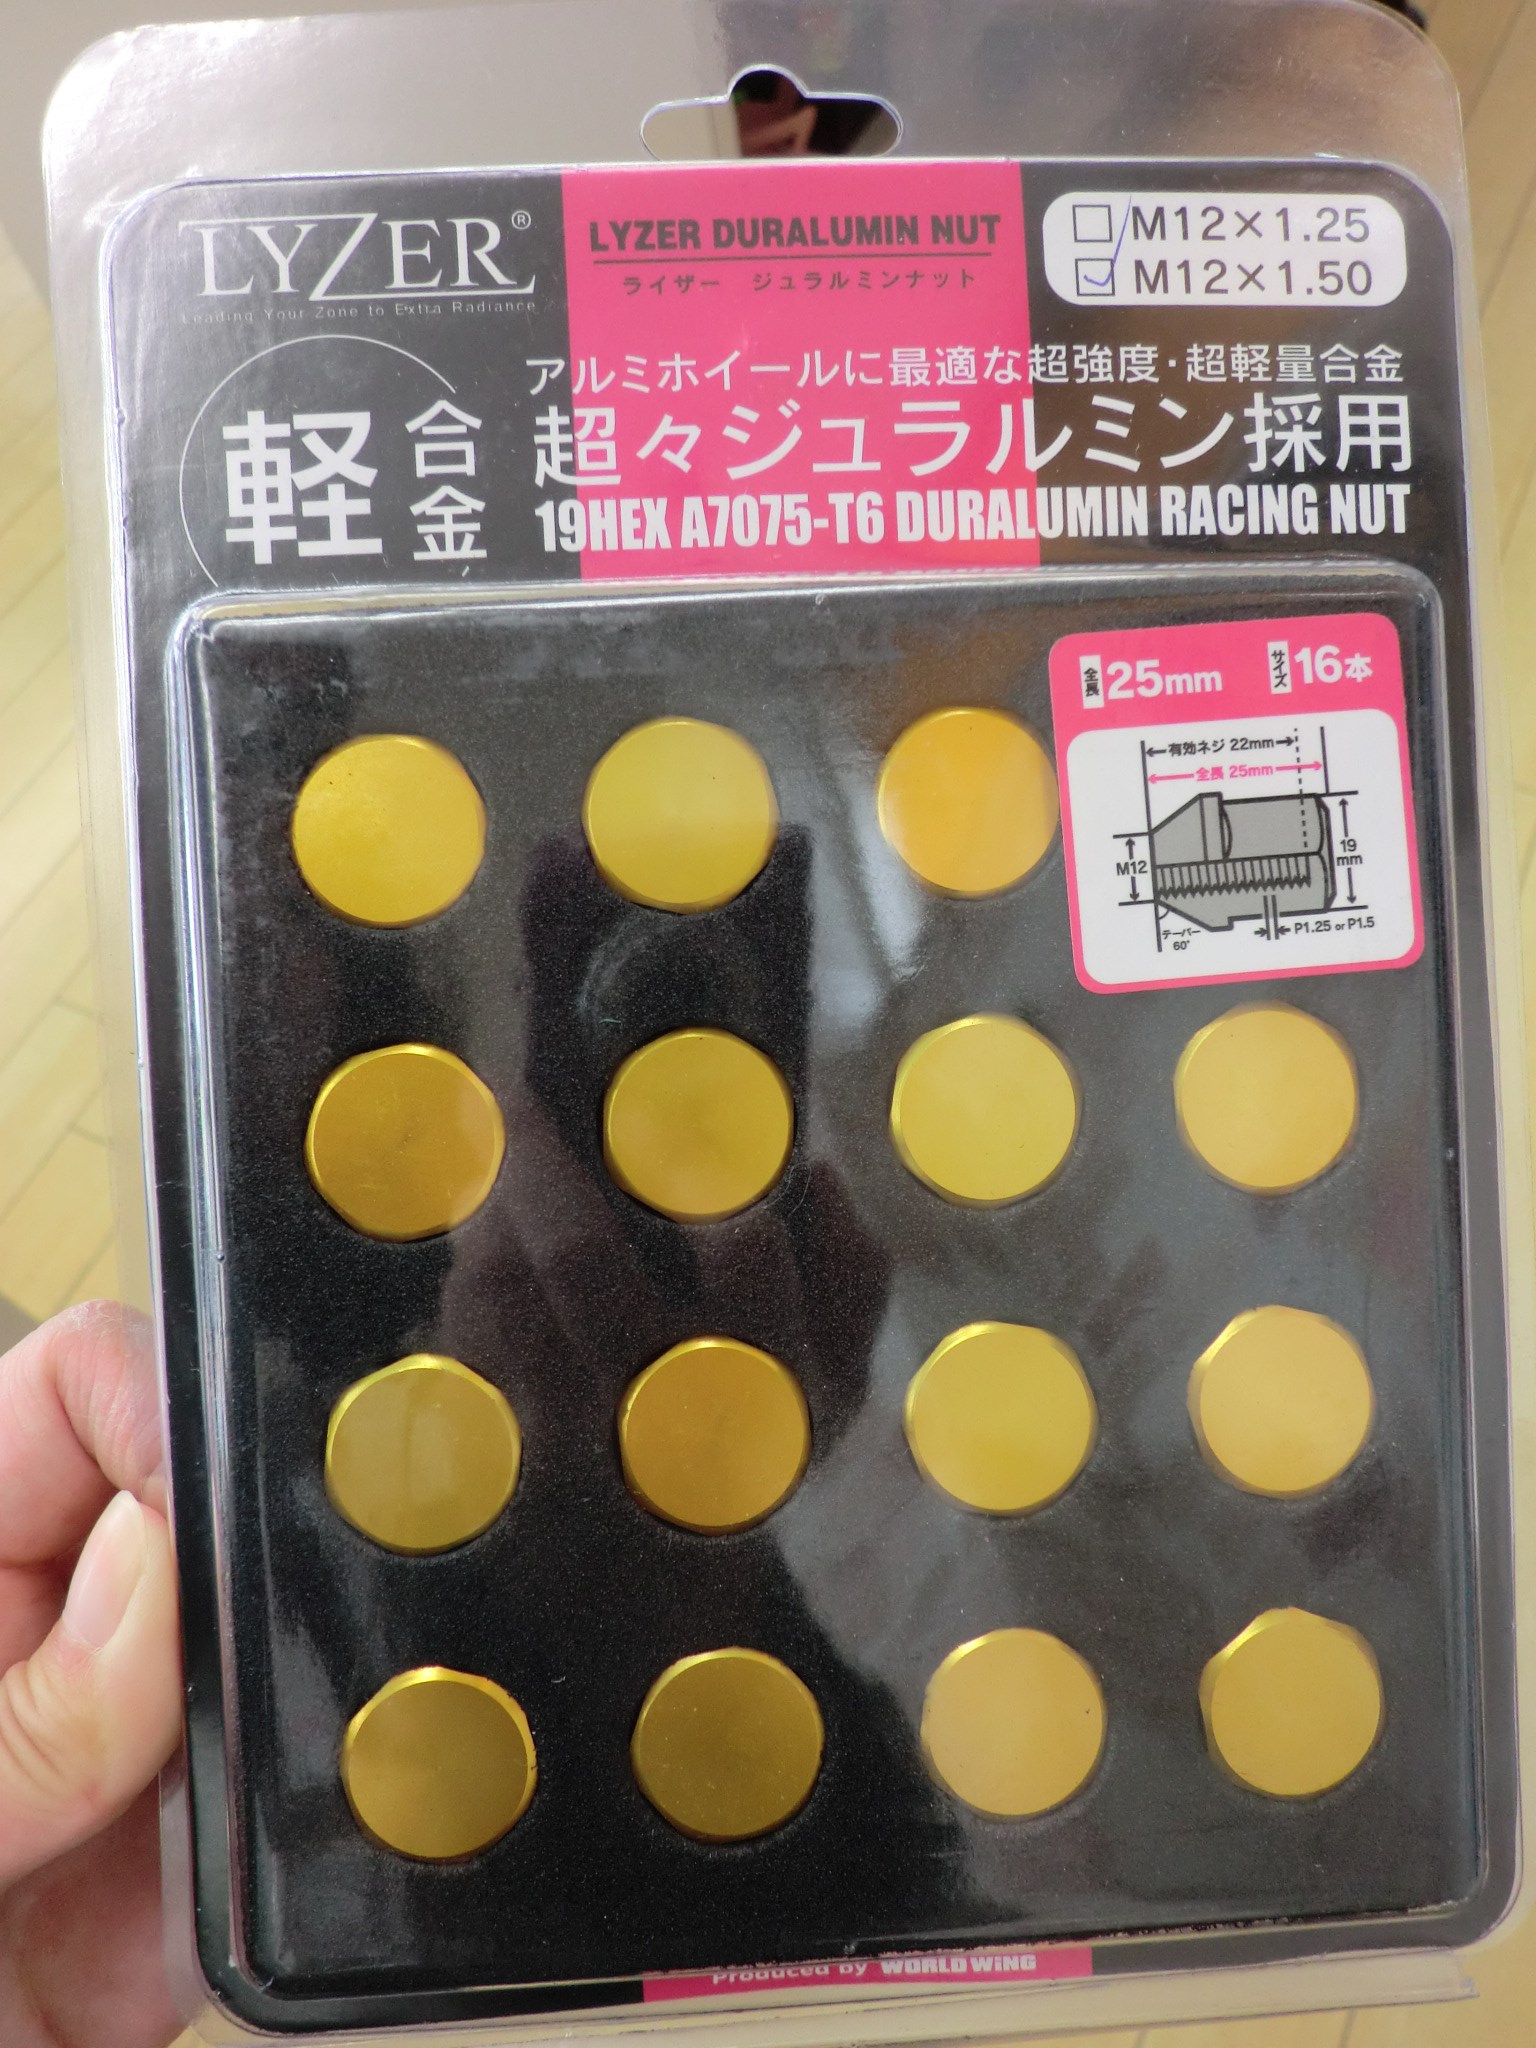 LYZER®
Leading Your Zone to Extra Radiance
LYZER DURALUMIN NUT
ライザー ジュラルミンナット
M12×1.25
M12×1.50
軽合金
アルミホイールに最適な超強度・超軽量合金
超々ジュラルミン採用
19HEX A7075-T6 DURALUMIN RACING NUT
全長 25mm サイズ 16本
有効ネジ 22mm
全長 25mm
M12
19mm
テーパー 60°
P1.25 or P1.5
Produced by WORLD WING